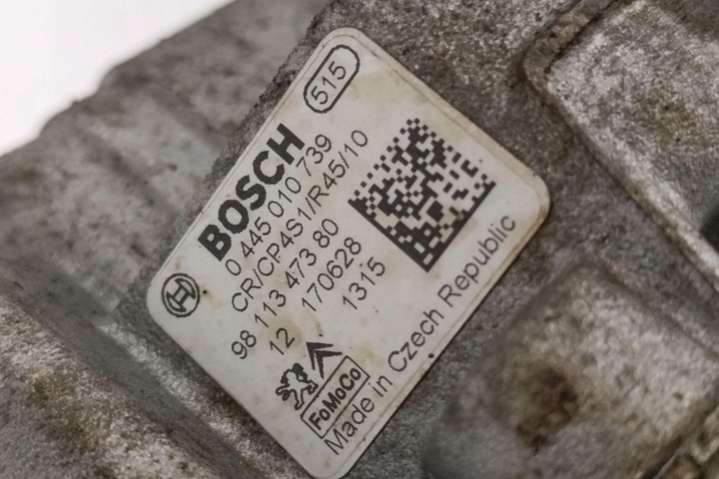 515
BOSCH
0 445 010 739
CR/CP4S1/R45/10
98 113 473 80
12 170628 1315
FoMoCo
Made in Czech Republic